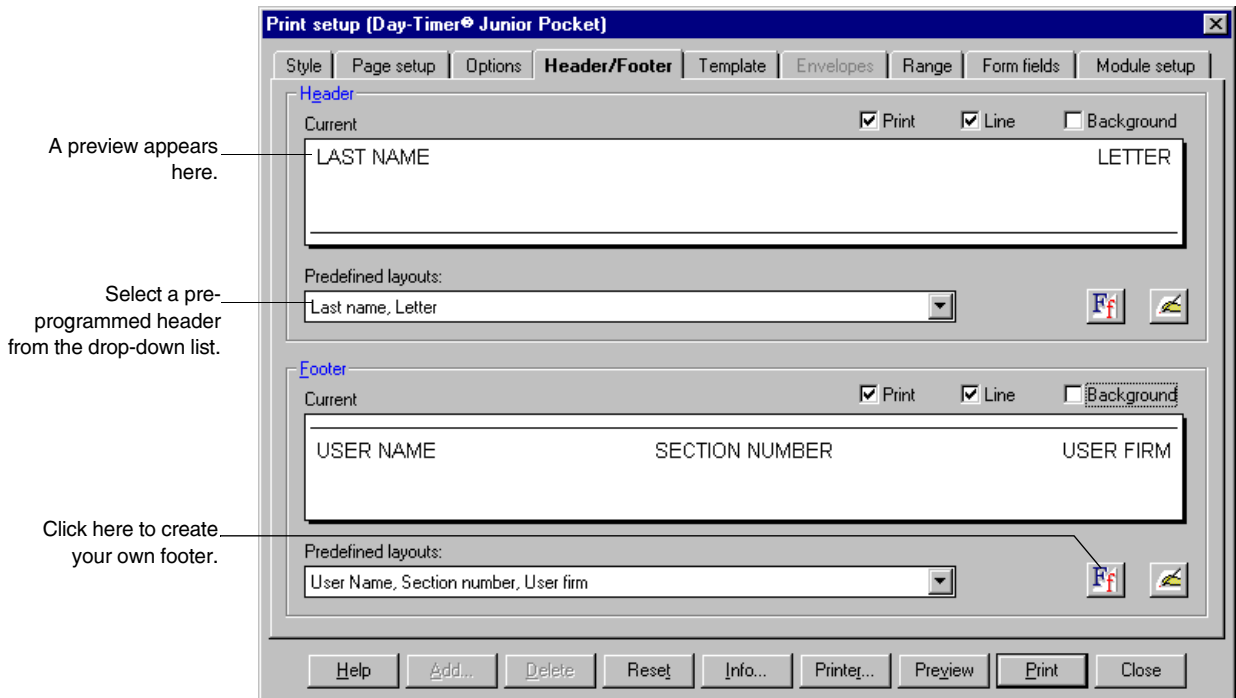 Print setup (Day-Timer® Junior Pocket)
Style Page setup Options Header/Footer Template Envelopes Range Form fields Module setup
Header
Current Print Line Background
A preview appears
here.
LAST NAME LETTER
Predefined layouts:
Select a pre-
programmed header
from the drop-down list.
Last name, Letter
Ff
Footer
Current Print Line Background
USER NAME SECTION NUMBER USER FIRM
Click here to create
your own footer.
Predefined layouts:
User Name, Section number, User firm
Ff
Help Add... Delete Reset Info... Printer... Preview Print Close